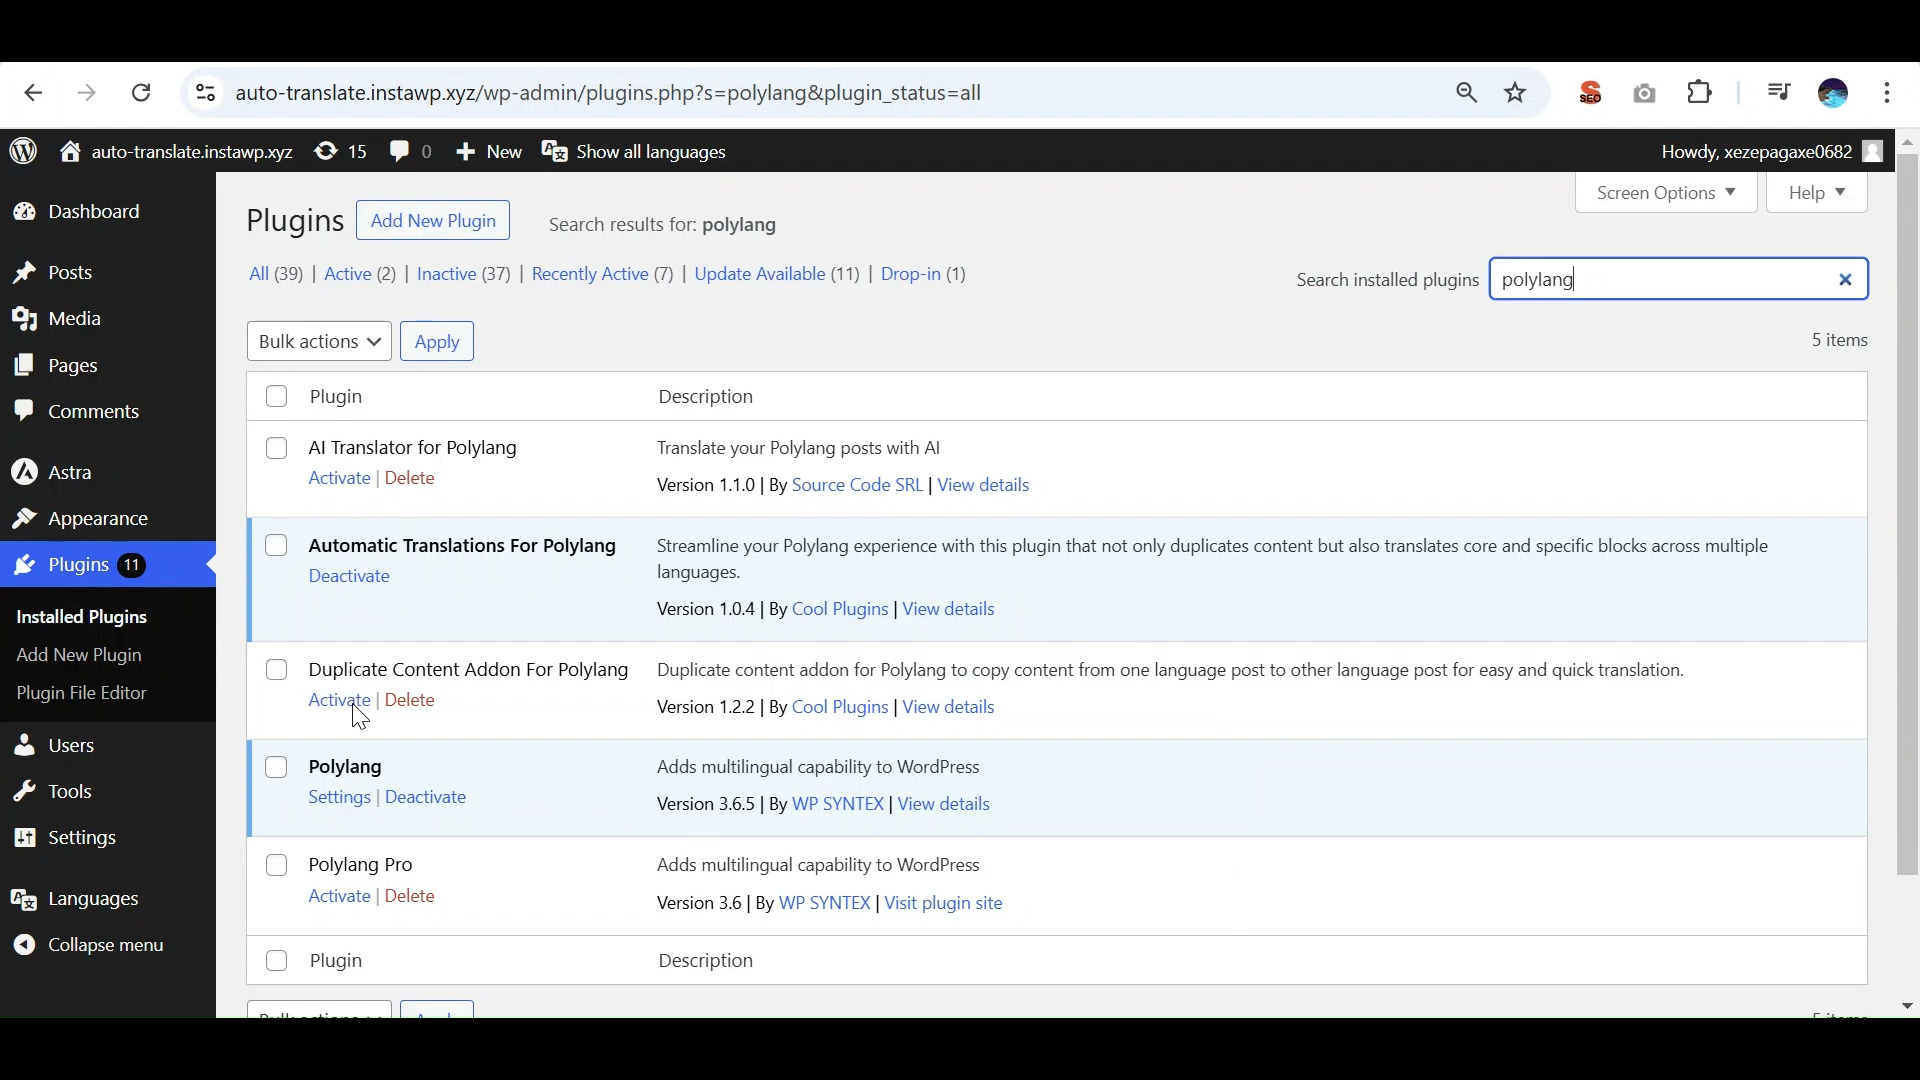 auto-translate.instawp.xyz/wp-admin/plugins.php?s=polylang&plugin_status=all
auto-translate.instawp.xyz 15 0 New Show all languages Howdy, xezepagaxe0682
Screen Options Help
Dashboard
Posts
Media
Pages
Comments
Astra
Appearance
Plugins 11
Installed Plugins
Add New Plugin
Plugin File Editor
Users
Tools
Settings
Languages
Collapse menu
Plugins Add New Plugin Search results for: polylang
All (39) | Active (2) | Inactive (37) | Recently Active (7) | Update Available (11) | Drop-in (1)
Search installed plugins polylang
Bulk actions Apply 5 items
Plugin Description
AI Translator for Polylang Translate your Polylang posts with AI
Activate | Delete Version 1.1.0 | By Source Code SRL | View details
Automatic Translations For Polylang Streamline your Polylang experience with this plugin that not only duplicates content but also translates core and specific blocks across multiple
Deactivate languages.
Version 1.0.4 | By Cool Plugins | View details
Duplicate Content Addon For Polylang Duplicate content addon for Polylang to copy content from one language post to other language post for easy and quick translation.
Activate | Delete Version 1.2.2 | By Cool Plugins | View details
Polylang Adds multilingual capability to WordPress
Settings | Deactivate Version 3.6.5 | By WP SYNTEX | View details
Polylang Pro Adds multilingual capability to WordPress
Activate | Delete Version 3.6 | By WP SYNTEX | Visit plugin site
Plugin Description
Bulk actions Apply 5 items
SEO